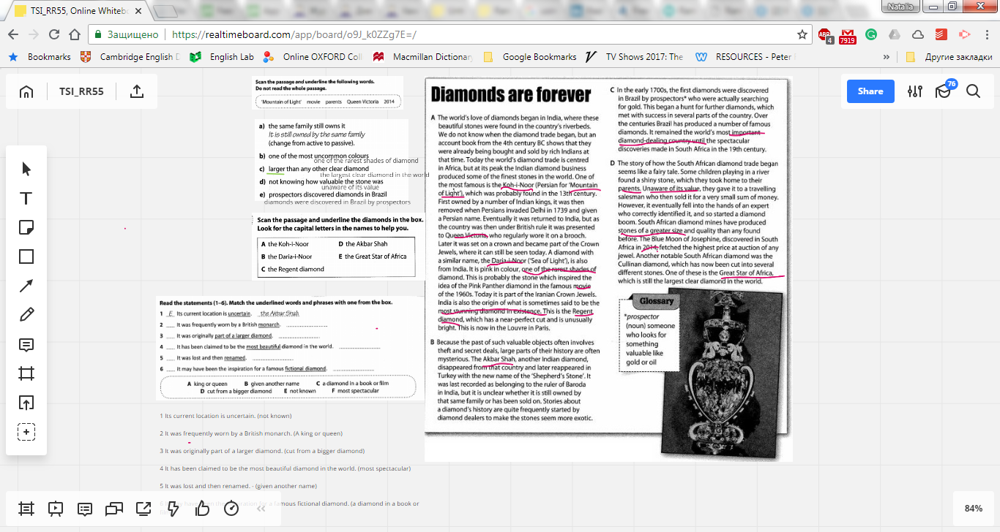 TSI_RR55, Online Whitebo
Natalia
Защищено
https://realtimeboard.com/app/board/o9J_k0ZZg7E=/
ABP
4
7919
Bookmarks
Cambridge English D
English Lab
Online OXFORD Coll
Macmillan Dictionar
Google Bookmarks
TV Shows 2017: The
RESOURCES - Peter
»
Другие закладки
TSI_RR55
Share
76
Scan the passage and underline the following words.
Do not read the whole passage.
'Mountain of Light' movie parents Queen Victoria 2014
a) the same family still owns it
It is still owned by the same family
(change from active to passive).
b) one of the most uncommon colours
one of the rarest shades of diamond
c) larger than any other clear diamond
the largest clear diamond in the world
d) not knowing how valuable the stone was
unaware of its value
e) prospectors discovered diamonds in Brazil
diamonds were discovered in Brazil by prospectors
Scan the passage and underline the diamonds in the box.
Look for the capital letters in the names to help you.
A the Koh-i-Noor D the Akbar Shah
B the Daria-i-Noor E the Great Star of Africa
C the Regent diamond
Read the statements (1–6). Match the underlined words and phrases with one from the box.
1 E Its current location is uncertain. the Akbar Shah
2 ___ It was frequently worn by a British monarch.
3 ___ It was originally part of a larger diamond.
4 ___ It has been claimed to be the most beautiful diamond in the world.
5 ___ It was lost and then renamed.
6 ___ It may have been the inspiration for a famous fictional diamond.
A king or queen B given another name C a diamond in a book or film
D cut from a bigger diamond E not known F most spectacular
1 Its current location is uncertain. (not known)
2 It was frequently worn by a British monarch. (A king or queen)
3 It was originally part of a larger diamond. (cut from a bigger diamond)
4 It has been claimed to be the most beautiful diamond in the world. (most spectacular)
5 It was lost and then renamed. - (given another name)
famous fictional diamond. (a diamond in a book or
Diamonds are forever
A The world's love of diamonds began in India, where these
beautiful stones were found in the country's riverbeds.
We do not know when the diamond trade began, but an
account book from the 4th century BC shows that they
were already being bought and sold by rich Indians at
that time. Today the world's diamond trade is centred
in Africa, but at its peak the Indian diamond business
produced some of the finest stones in the world. One of
the most famous is the Koh-i-Noor (Persian for 'Mountain
of Light'), which was probably found in the 13th century.
First owned by a number of Indian kings, it was then
removed when Persians invaded Delhi in 1739 and given
a Persian name. Eventually it was returned to India, but as
the country was then under British rule it was presented
to Queen Victoria, who regularly wore it on a brooch.
Later it was set on a crown and became part of the Crown
Jewels, where it can still be seen today. A diamond with
a similar name, the Daria-i-Noor ('Sea of Light'), is also
from India. It is pink in colour, one of the rarest shades of
diamond. This is probably the stone which inspired the
idea of the Pink Panther diamond in the famous movie
of the 1960s. Today it is part of the Iranian Crown Jewels.
India is also the origin of what is sometimes said to be the
most stunning diamond in existence. This is the Regent
diamond, which has a near-perfect cut and is unusually
bright. This is now in the Louvre in Paris.
B Because the past of such valuable objects often involves
theft and secret deals, large parts of their history are often
mysterious. The Akbar Shah, another Indian diamond,
disappeared from that country and later reappeared in
Turkey with the new name of the 'Shepherd's Stone'. It
was last recorded as belonging to the ruler of Baroda
in India, but it is unclear whether it is still owned by
that same family or has been sold on. Stories about
a diamond's history are quite frequently started by
diamond dealers to make the stones seem more exotic.
C In the early 1700s, the first diamonds were discovered
in Brazil by prospectors* who were actually searching
for gold. This began a hunt for further diamonds, which
met with success in several parts of the country. Over
the centuries Brazil has produced a number of famous
diamonds. It remained the world's most important
diamond-dealing country until the spectacular
discoveries made in South Africa in the 19th century.
D The story of how the South African diamond trade began
seems like a fairy tale. Some children playing in a river
found a shiny stone, which they took home to their
parents. Unaware of its value, they gave it to a travelling
salesman who then sold it for a very small sum of money.
However, it eventually fell into the hands of an expert
who correctly identified it, and so started a diamond
boom. South African diamond mines have produced
stones of a greater size and quality than any found
before. The Blue Moon of Josephine, discovered in South
Africa in 2014, fetched the highest price at auction of any
jewel. Another notable South African diamond was the
Cullinan diamond, which has now been cut into several
different stones. One of these is the Great Star of Africa,
which is still the largest clear diamond in the world.
Glossary
*prospector
(noun) someone
who looks for
something
valuable like
gold or oil
84%